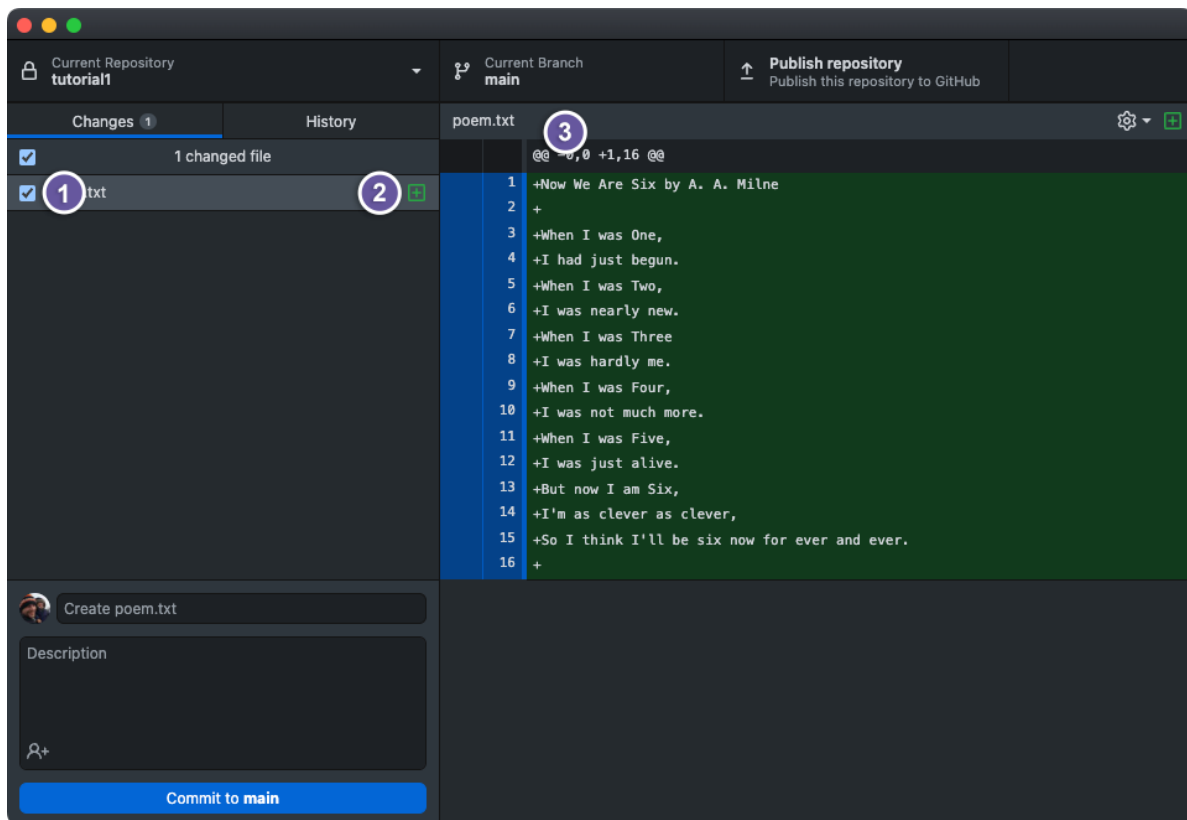 Current Repository
tutorial1
Current Branch
main
Publish repository
Publish this repository to GitHub
Changes 1
History
1 changed file
1 .txt 2
poem.txt
3
@@ -0,0 +1,16 @@
1 +Now We Are Six by A. A. Milne
2 +
3 +When I was One,
4 +I had just begun.
5 +When I was Two,
6 +I was nearly new.
7 +When I was Three
8 +I was hardly me.
9 +When I was Four,
10 +I was not much more.
11 +When I was Five,
12 +I was just alive.
13 +But now I am Six,
14 +I'm as clever as clever,
15 +So I think I'll be six now for ever and ever.
16 +
Create poem.txt
Description
Commit to main